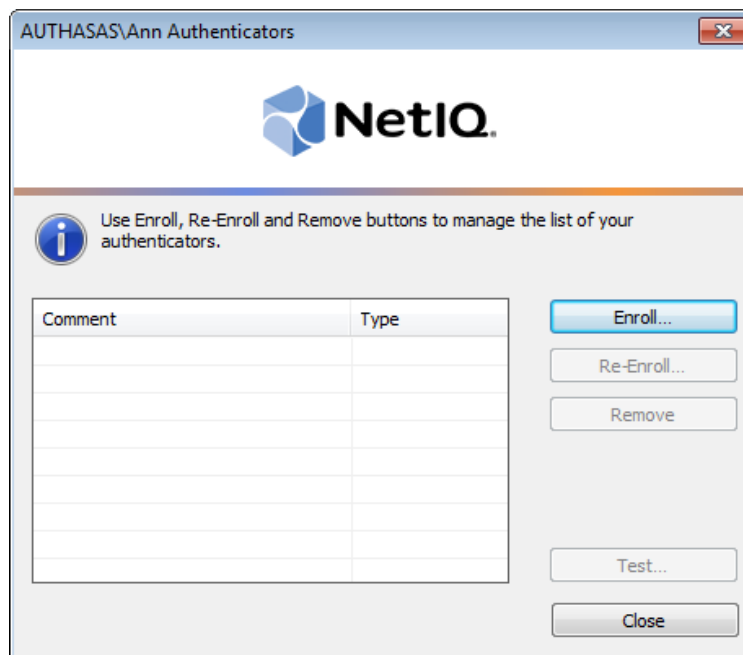 AUTHASAS\Ann Authenticators
NetIQ.
Use Enroll, Re-Enroll and Remove buttons to manage the list of your
authenticators.
Comment Type
Enroll...
Re-Enroll...
Remove
Test...
Close